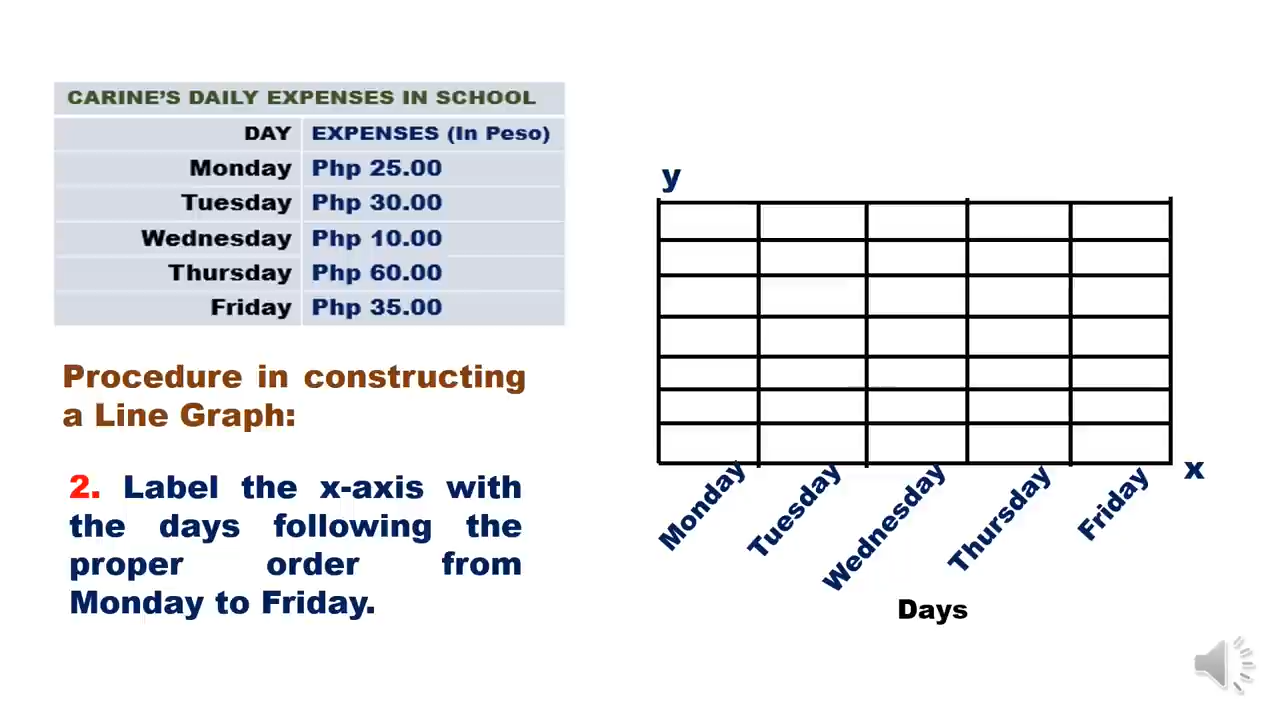 CARINE'S DAILY EXPENSES IN SCHOOL
DAY EXPENSES (In Peso)
Monday Php 25.00
Tuesday Php 30.00
Wednesday Php 10.00
Thursday Php 60.00
Friday Php 35.00
Procedure in constructing
a Line Graph:
2. Label the x-axis with
the days following the
proper order from
Monday to Friday.
y
x
Monday
Tuesday
Wednesday
Thursday
Friday
Days